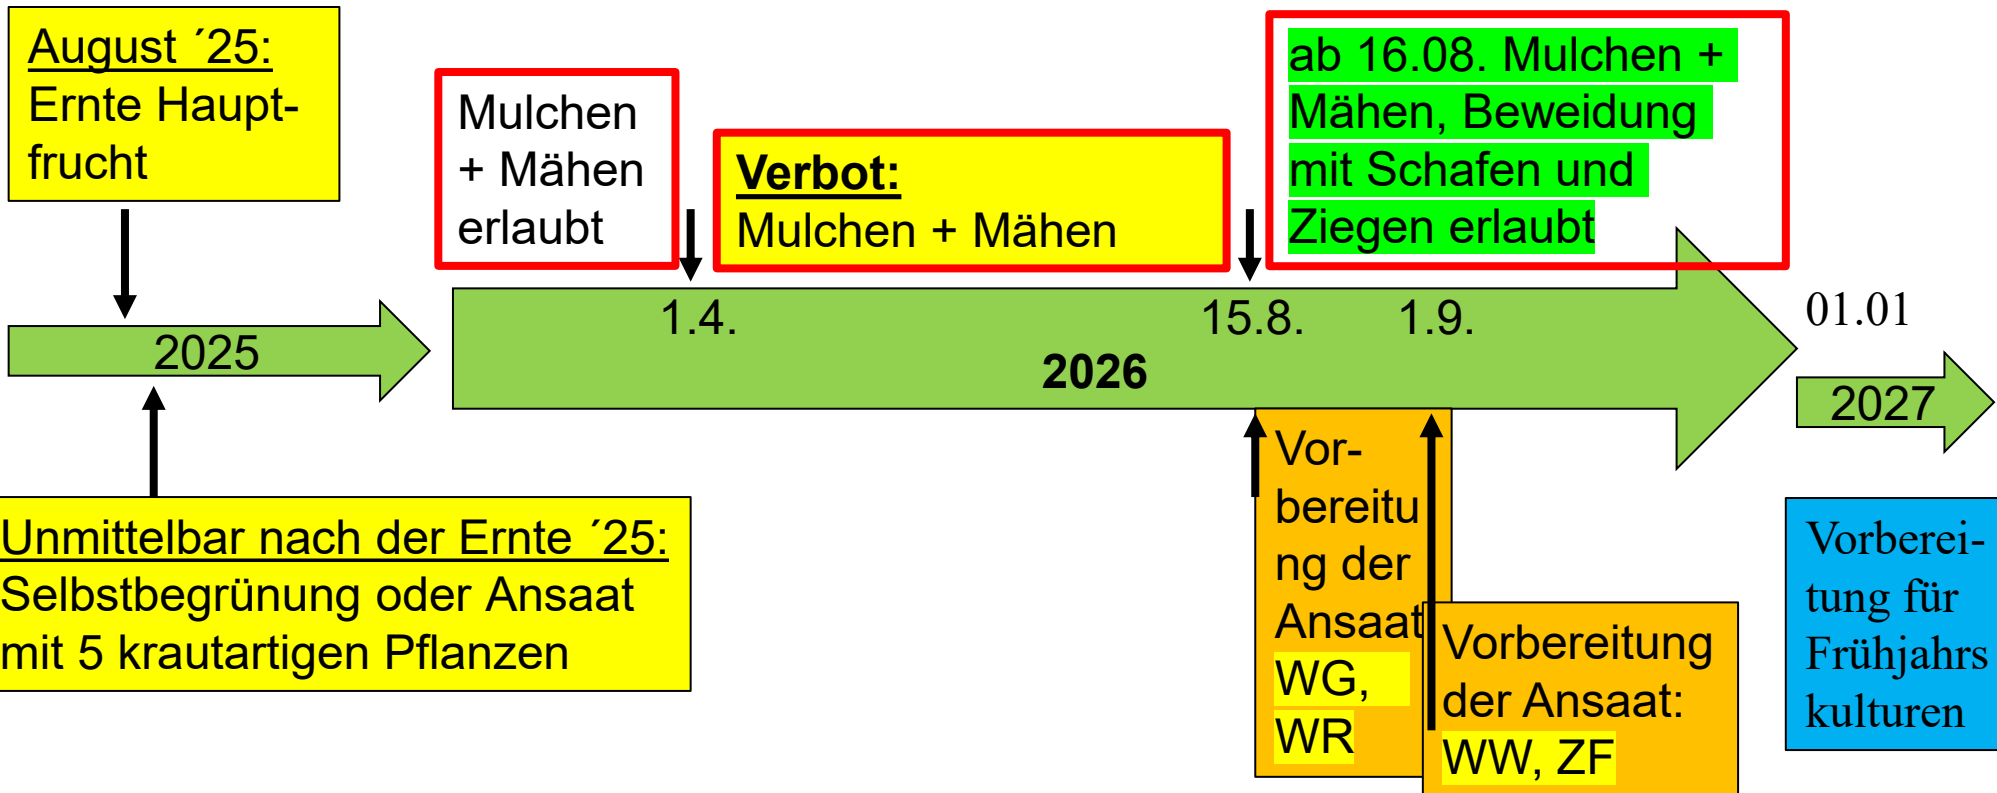 August ´25:
Ernte Haupt-
frucht
Mulchen
+ Mähen
erlaubt
Verbot:
Mulchen + Mähen
ab 16.08. Mulchen +
Mähen, Beweidung
mit Schafen und
Ziegen erlaubt
2025
1.4.
15.8.
1.9.
2026
01.01
2027
Unmittelbar nach der Ernte ´25:
Selbstbegrünung oder Ansaat
mit 5 krautartigen Pflanzen
Vor-
bereitu
ng der
Ansaat
WG,
WR
Vorbereitung
der Ansaat:
WW, ZF
Vorberei-
tung für
Frühjahrs
kulturen